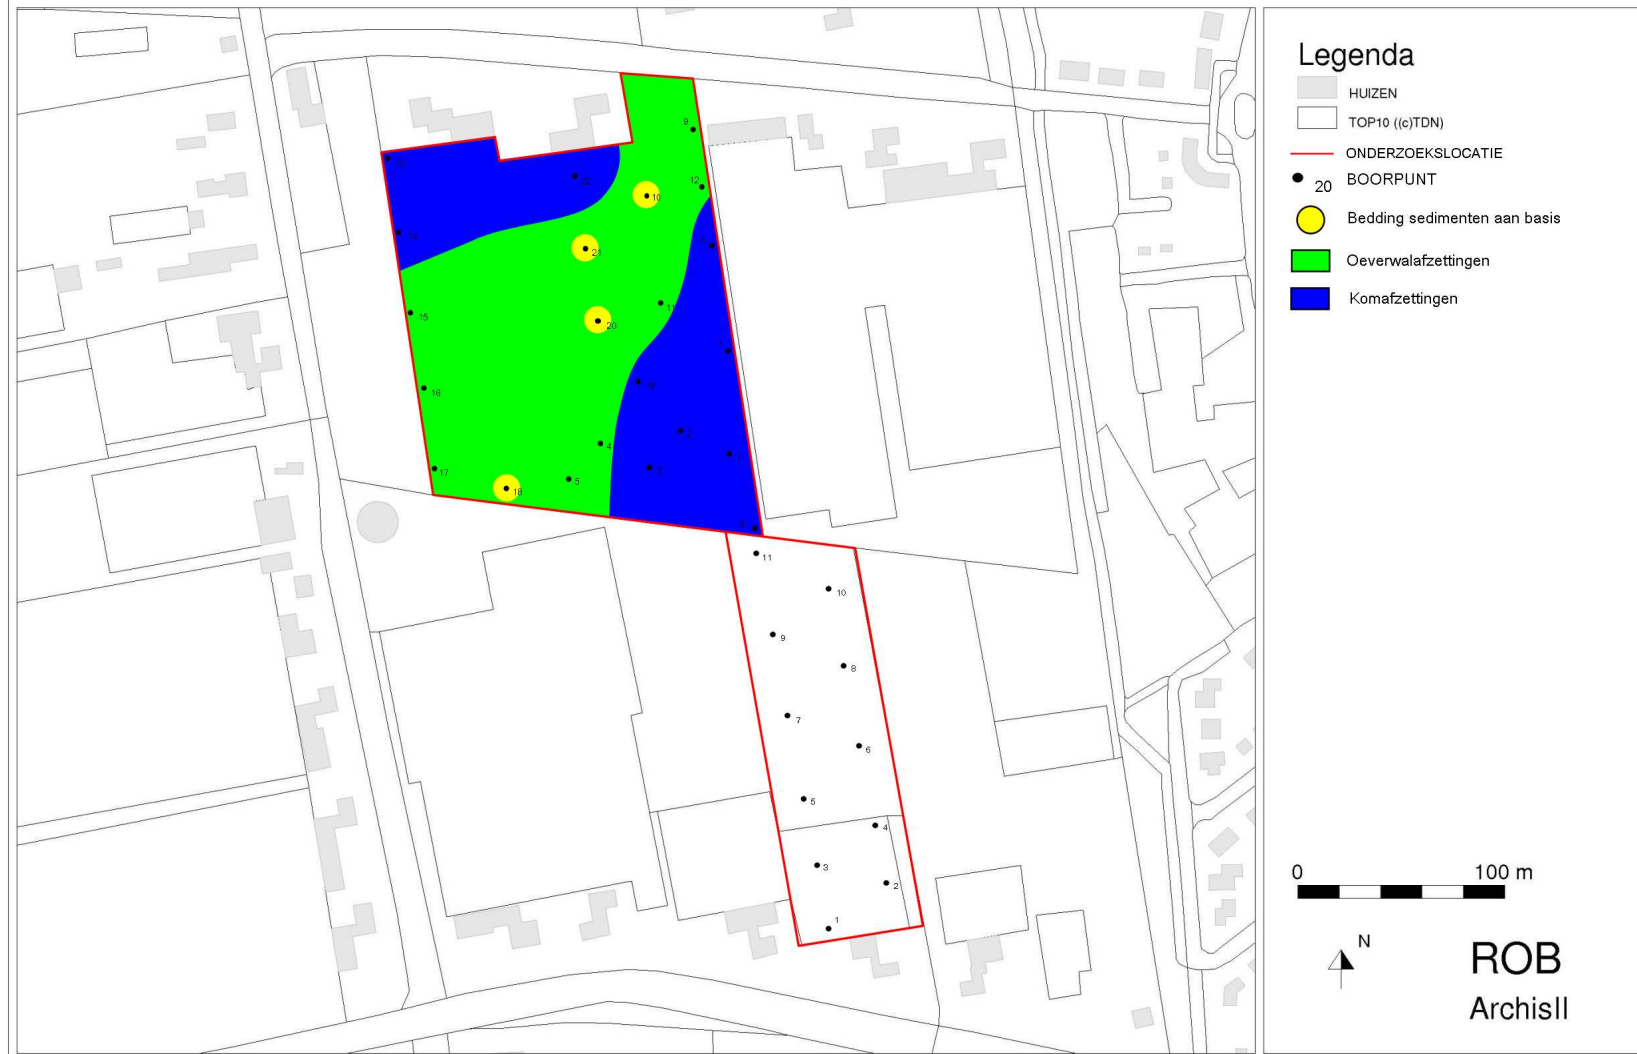 Legenda
HUIZEN
TOP10 ((c)TDN)
ONDERZOEKSLOCATIE
20 BOORPUNT
Bedding sedimenten aan basis
Oeverwalafzettingen
Komafzettingen
9
12
10
21
20
15
16
4
17
5
18
11
10
9
8
7
6
5
4
3
2
1
0 100 m
N
ROB
ArchisII